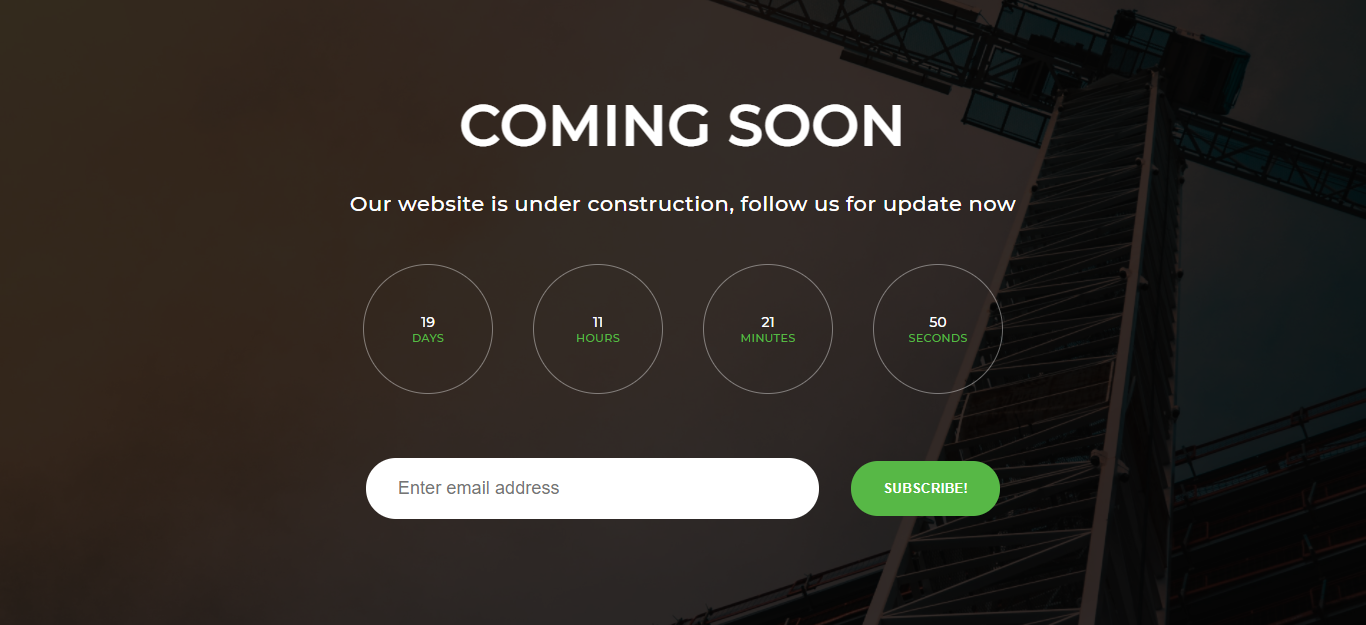 COMING SOON
Our website is under construction, follow us for update now
19 11 21 50
DAYS HOURS MINUTES SECONDS
Enter email address SUBSCRIBE!